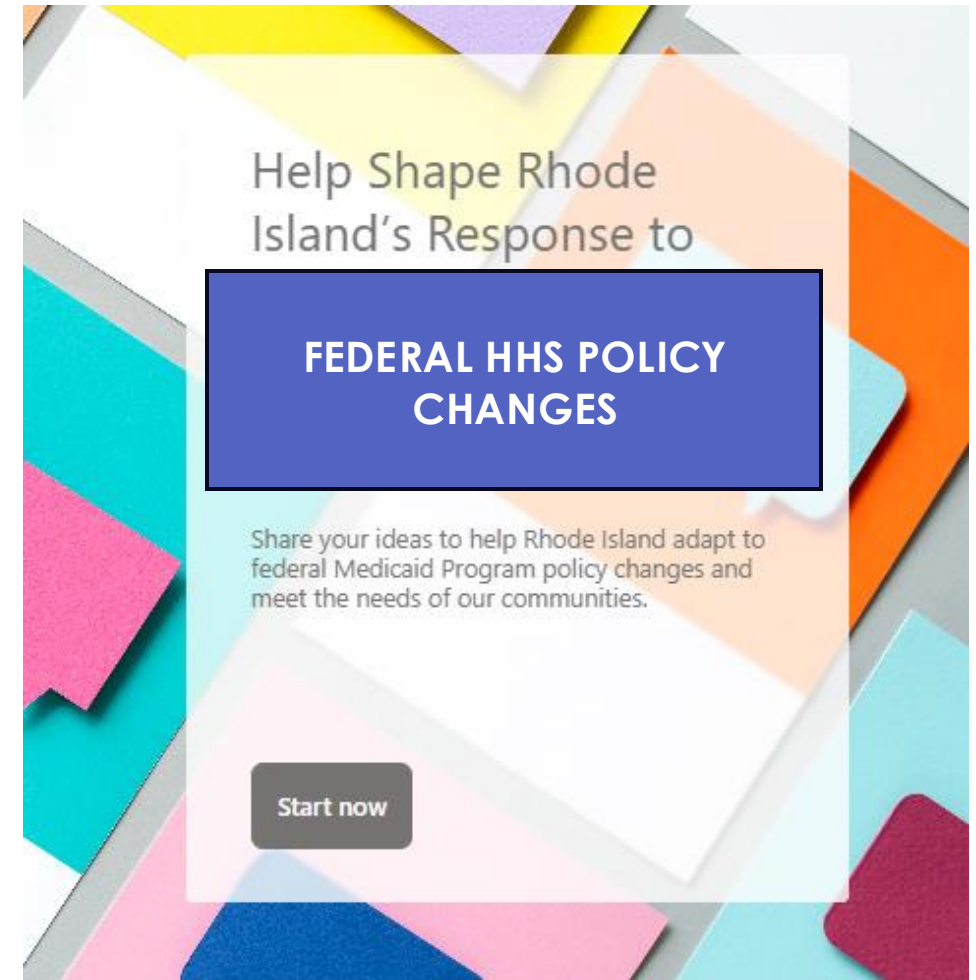 Help Shape Rhode
Island’s Response to
FEDERAL HHS POLICY
CHANGES
Share your ideas to help Rhode Island adapt to
federal Medicaid Program policy changes and
meet the needs of our communities.
Start now